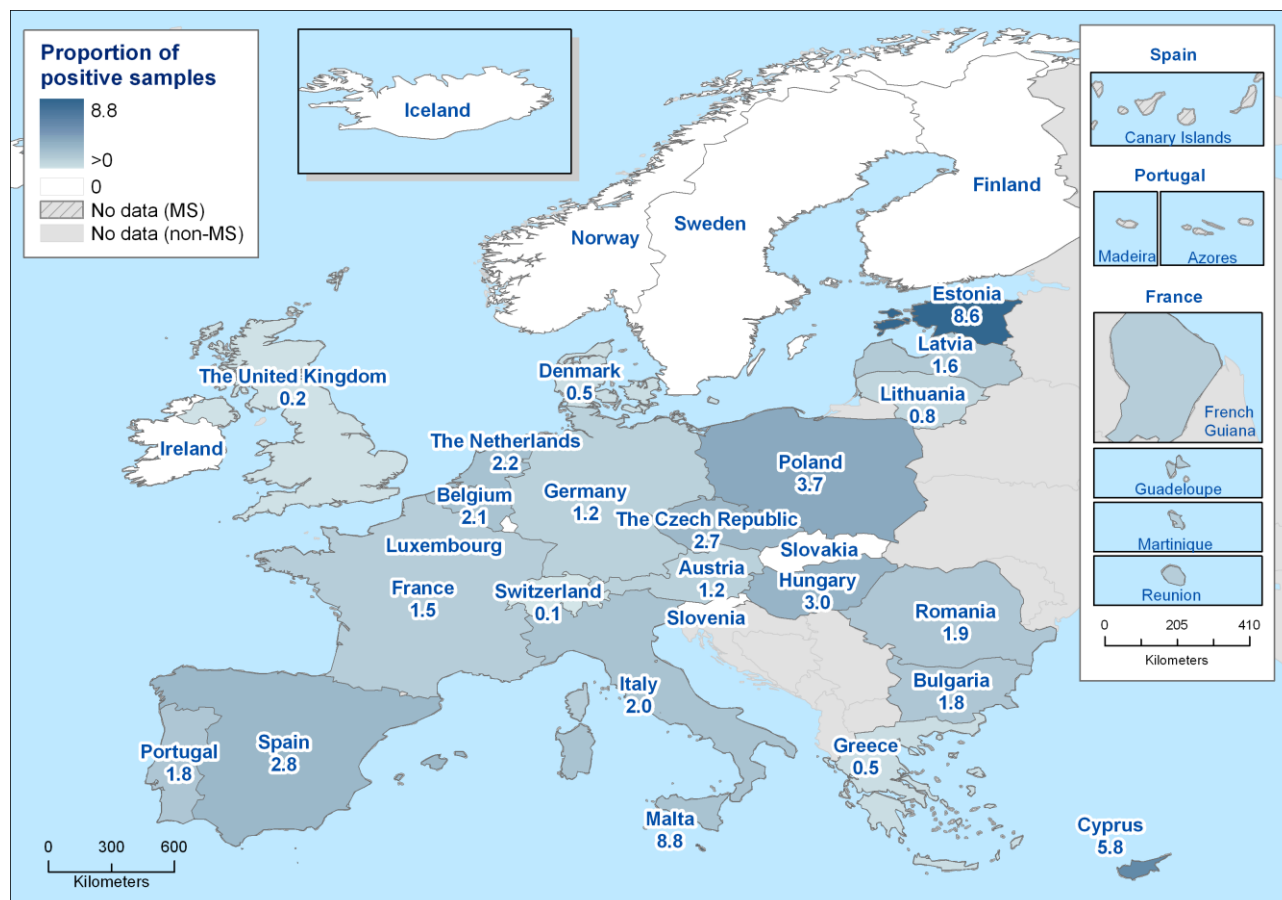 Proportion of
positive samples
8.8
>0
0
No data (MS)
No data (non-MS)
Iceland
Norway
Sweden
Finland
Estonia
8.6
Latvia
1.6
Lithuania
0.8
Denmark
0.5
The United Kingdom
0.2
Ireland
The Netherlands
2.2
Belgium
2.1
Germany
1.2
Poland
3.7
The Czech Republic
2.7
Luxembourg
Slovakia
Austria
1.2
Hungary
3.0
France
1.5
Switzerland
0.1
Slovenia
Romania
1.9
Bulgaria
1.8
Italy
2.0
Portugal
1.8
Spain
2.8
Greece
0.5
Malta
8.8
Cyprus
5.8
0 300 600
Kilometers
Spain
Canary Islands
Portugal
Madeira
Azores
France
French
Guiana
Guadeloupe
Martinique
Reunion
0 205 410
Kilometers